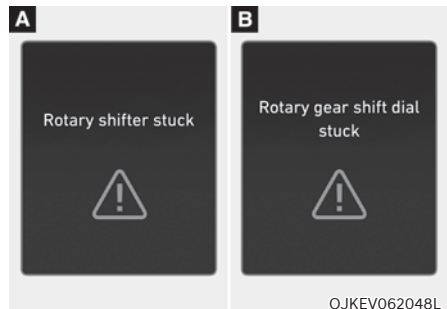 A
Rotary shifter stuck
B
Rotary gear shift dial
stuck
OJKEV062048L